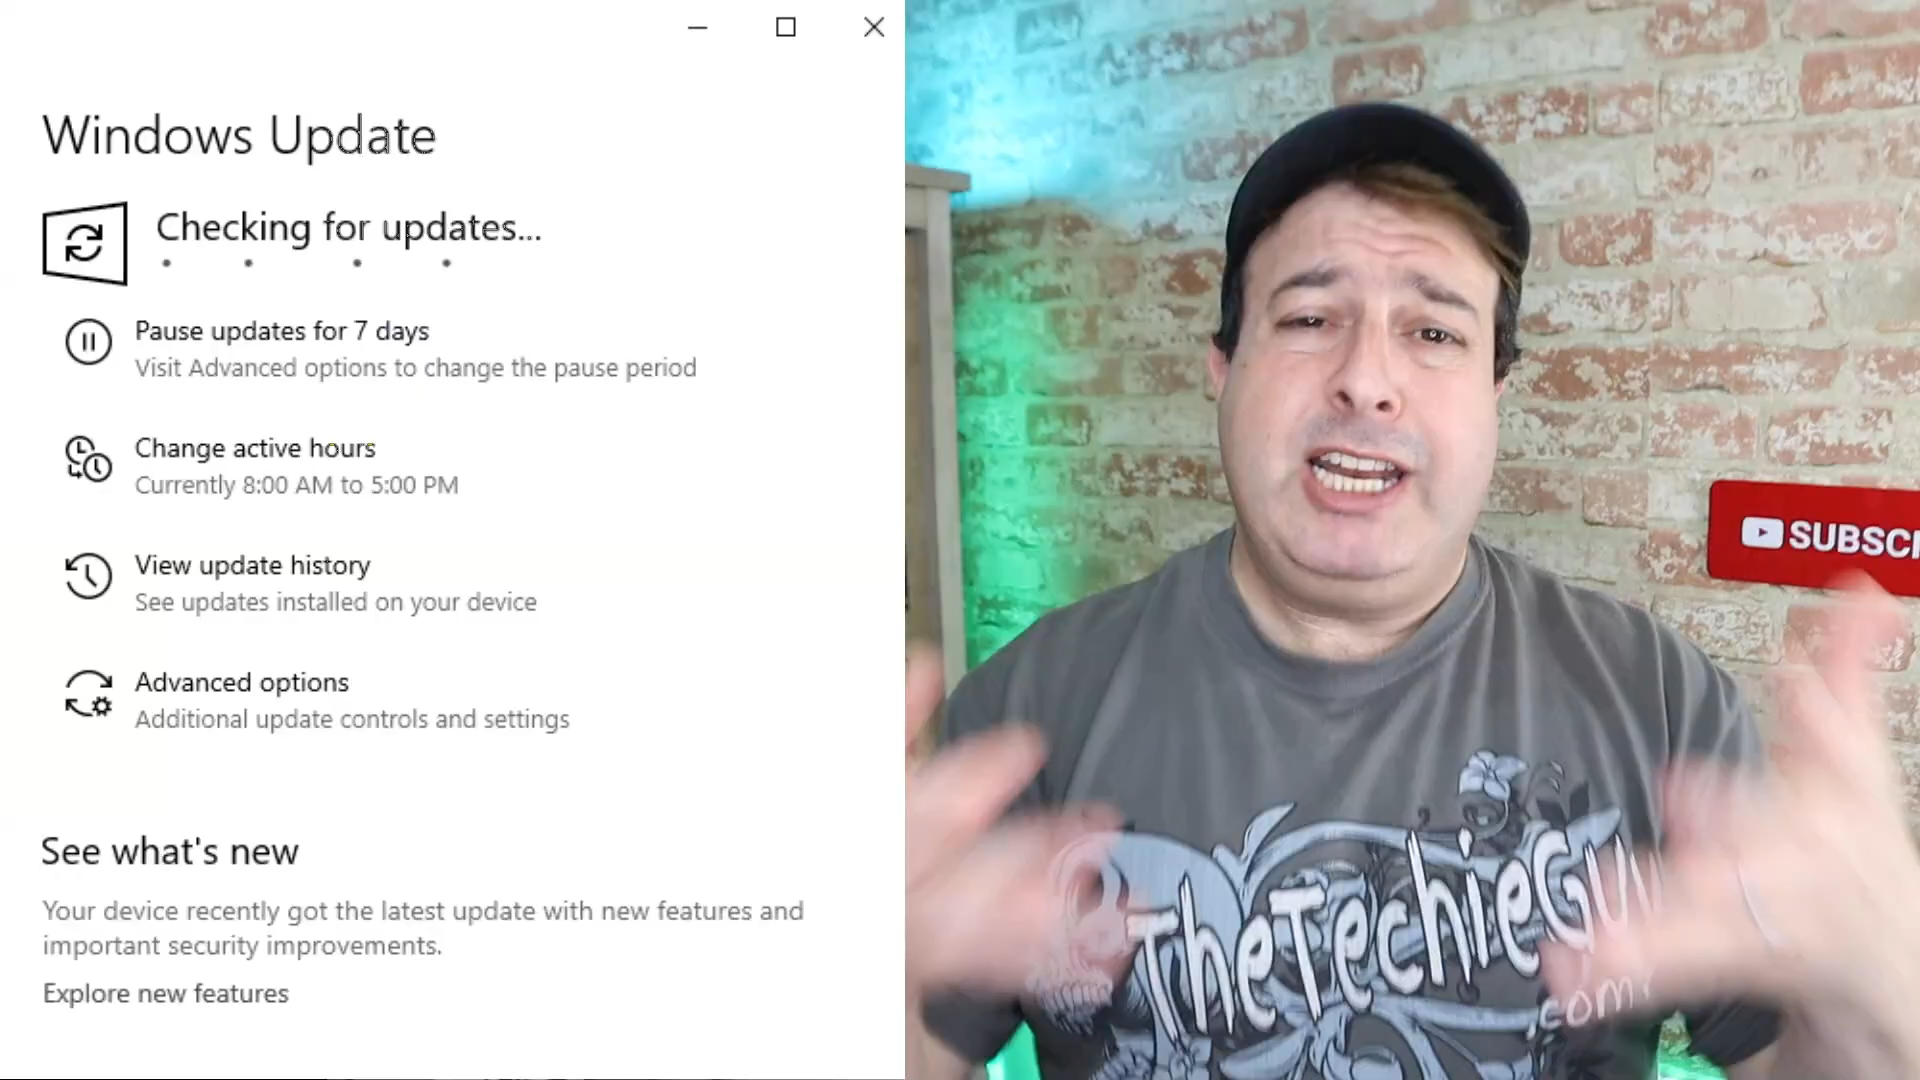 Windows Update
Checking for updates...
Pause updates for 7 days
Visit Advanced options to change the pause period
Change active hours
Currently 8:00 AM to 5:00 PM
View update history
See updates installed on your device
Advanced options
Additional update controls and settings
See what's new
Your device recently got the latest update with new features and
important security improvements.
Explore new features
SUBSC
TheTechieGuy
.com